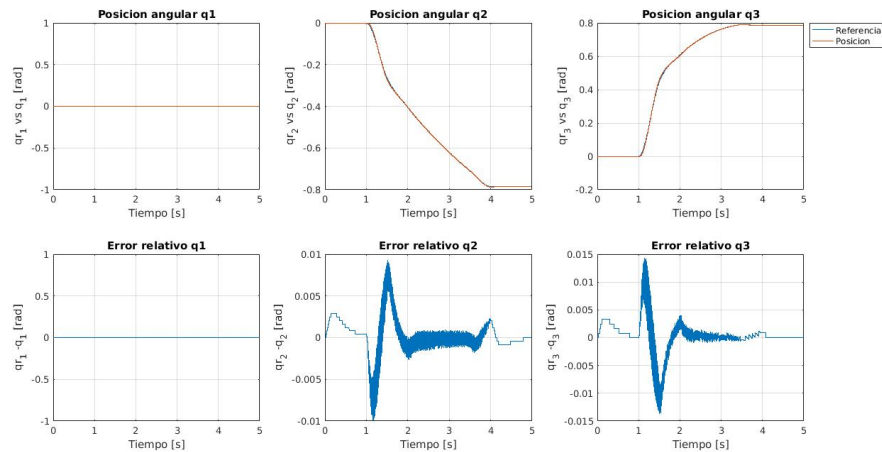 Posicion angular q1
Posicion angular q2
Posicion angular q3
Referencia
Posicion
qr1 vs q1 [rad]
1
0.5
0
-0.5
-1
0 1 2 3 4 5
Tiempo [s]
qr2 vs q2 [rad]
0
-0.2
-0.4
-0.6
-0.8
0 1 2 3 4 5
Tiempo [s]
qr3 vs q3 [rad]
0.8
0.6
0.4
0.2
0
-0.2
0 1 2 3 4 5
Tiempo [s]
Error relativo q1
Error relativo q2
Error relativo q3
qr1 -q1 [rad]
1
0.5
0
-0.5
-1
0 1 2 3 4 5
Tiempo [s]
qr2 -q2 [rad]
0.01
0.005
0
-0.005
-0.01
0 1 2 3 4 5
Tiempo [s]
qr3 -q3 [rad]
0.015
0.01
0.005
0
-0.005
-0.01
-0.015
0 1 2 3 4 5
Tiempo [s]